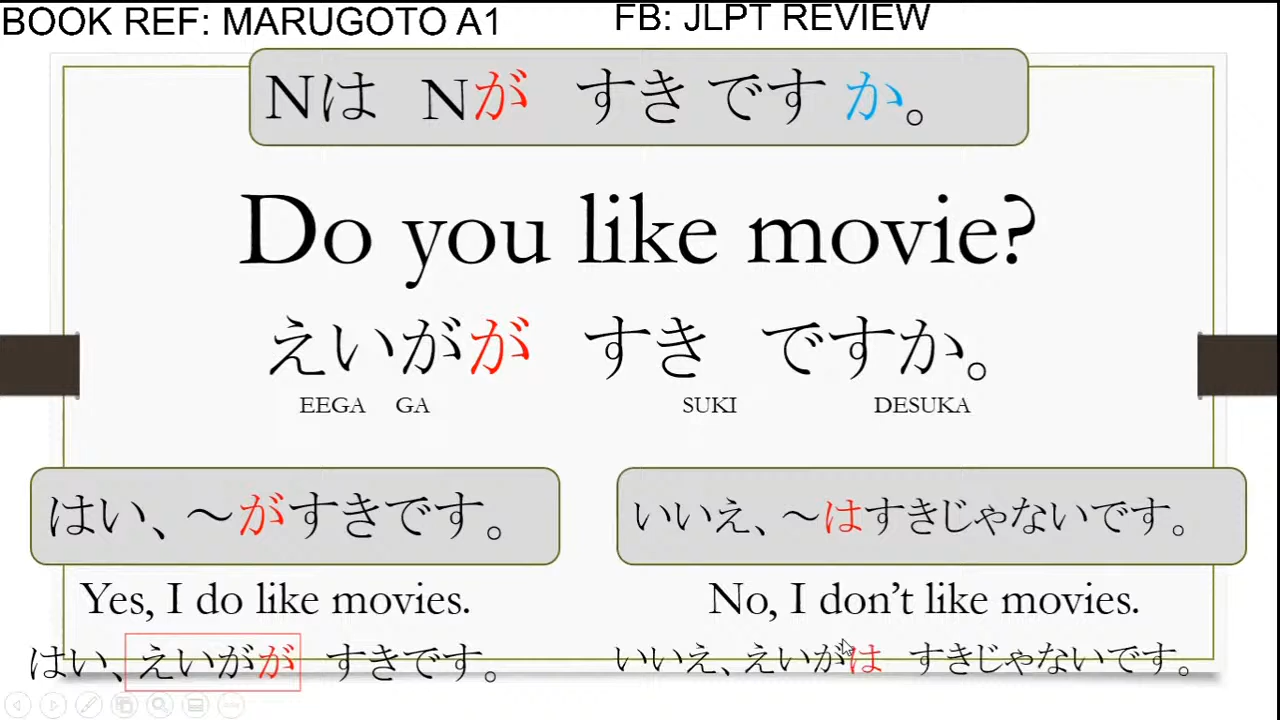 BOOK REF: MARUGOTO A1
FB: JLPT REVIEW
Nは Nが すき です か。
Do you like movie?
えいがが すき ですか。
EEGA GA SUKI DESUKA
はい、～がすきです。
いいえ、～はすきじゃないです。
Yes, I do like movies.
No, I don't like movies.
はい、えいがが すきです。
いいえ、えいがは すきじゃないです。